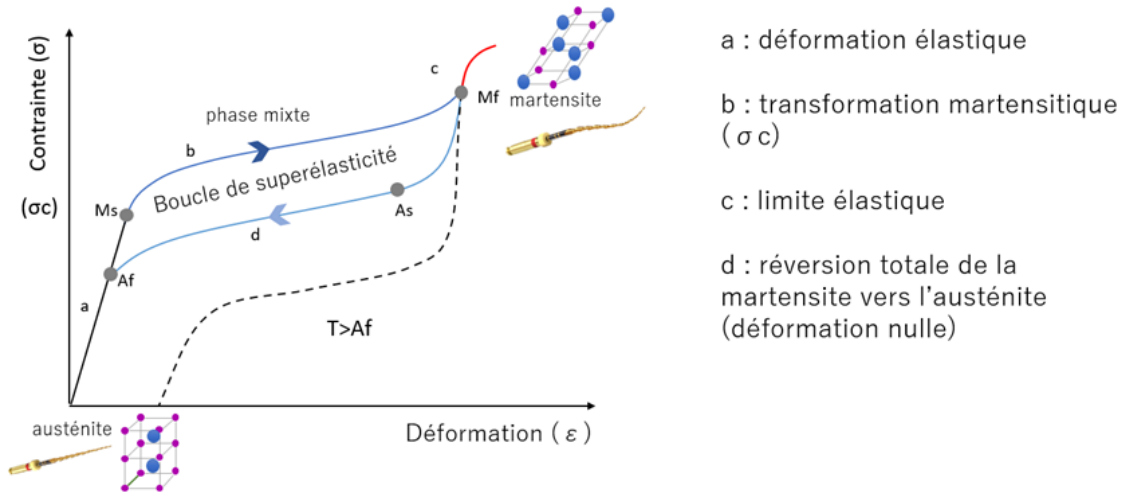 Contrainte (σ)
(σc)
phase mixte
b
c
Mf
martensite
Boucle de superélasticité
Ms
As
Af
d
a
T>Af
austénite
Déformation ( ε )
a : déformation élastique
b : transformation martensitique
( σ c)
c : limite élastique
d : réversion totale de la
martensite vers l'austénite
(déformation nulle)